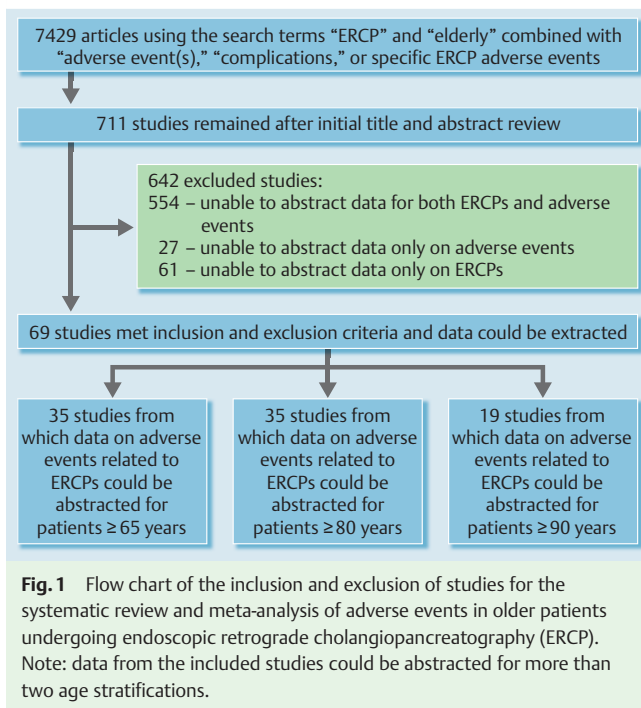 7429 articles using the search terms “ERCP” and “elderly” combined with
“adverse event(s),” “complications,” or specific ERCP adverse events
711 studies remained after initial title and abstract review
642 excluded studies:
554 – unable to abstract data for both ERCPs and adverse
events
27 – unable to abstract data only on adverse events
61 – unable to abstract data only on ERCPs
69 studies met inclusion and exclusion criteria and data could be extracted
35 studies from
which data on adverse
events related to
ERCPs could be
abstracted for
patients ≥ 65 years
35 studies from
which data on adverse
events related to
ERCPs could be
abstracted for
patients ≥ 80 years
19 studies from
which data on adverse
events related to
ERCPs could be
abstracted for
patients ≥ 90 years
Fig. 1 Flow chart of the inclusion and exclusion of studies for the
systematic review and meta-analysis of adverse events in older patients
undergoing endoscopic retrograde cholangiopancreatography (ERCP).
Note: data from the included studies could be abstracted for more than
two age stratifications.